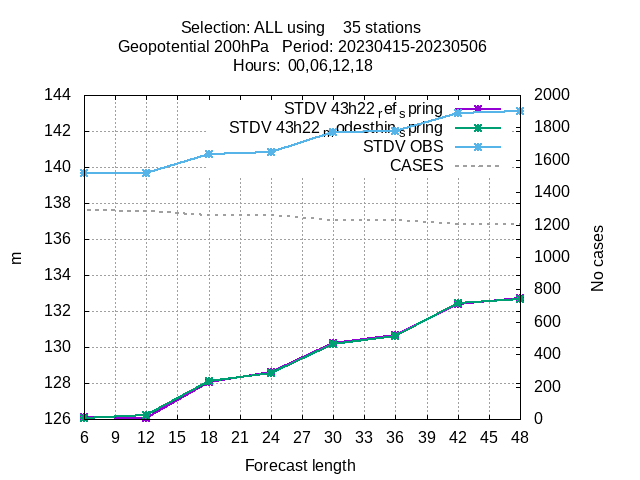 Selection: ALL using 35 stations
Geopotential 200hPa Period: 20230415-20230506
Hours: 00,06,12,18
STDV 43h22_ref_spring
STDV 43h22_nodesthin_spring
STDV OBS
CASES
144
142
140
138
136
134
132
130
128
126
m
2000
1800
1600
1400
1200
1000
800
600
400
200
0
No cases
6 9 12 15 18 21 24 27 30 33 36 39 42 45 48
Forecast length